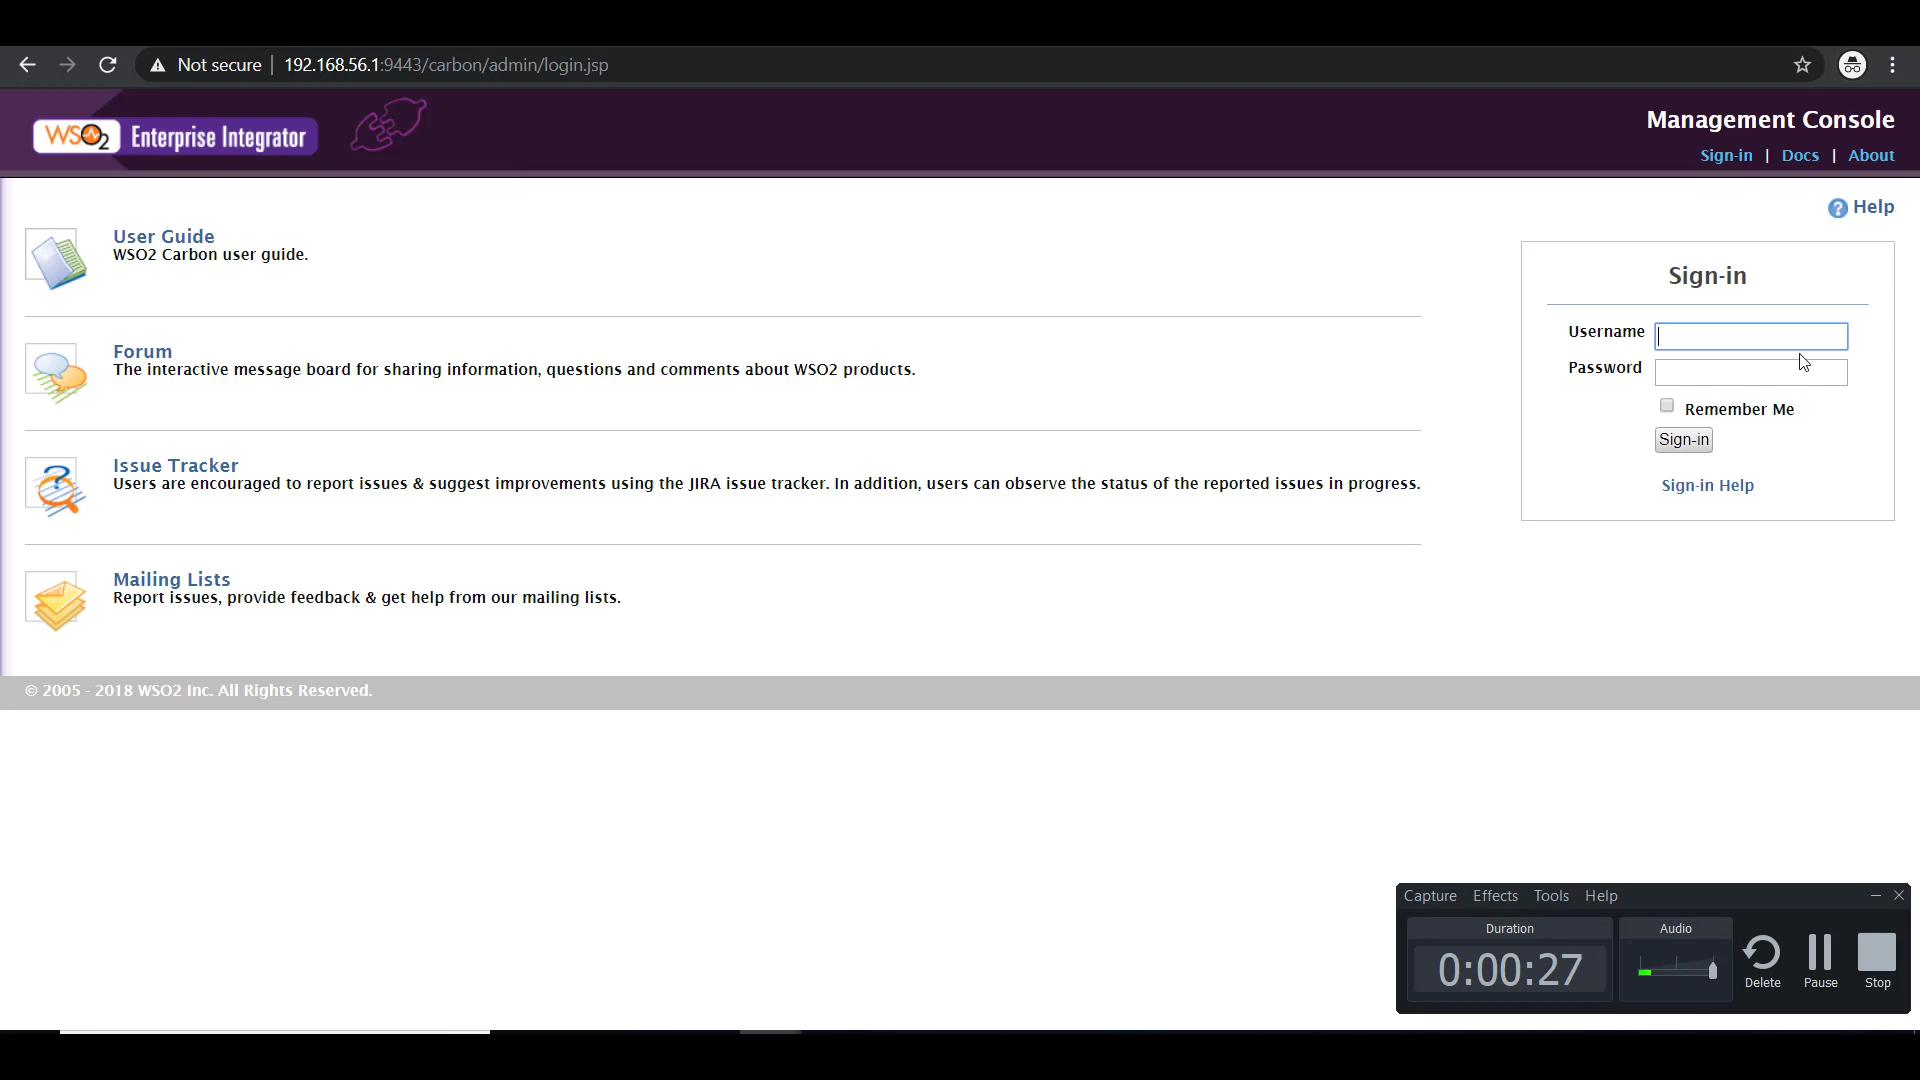 Not secure | 192.168.56.1:9443/carbon/admin/login.jsp
WSO2 Enterprise Integrator
Management Console
Sign-in | Docs | About
? Help
User Guide
WSO2 Carbon user guide.
Forum
The interactive message board for sharing information, questions and comments about WSO2 products.
Issue Tracker
Users are encouraged to report issues & suggest improvements using the JIRA issue tracker. In addition, users can observe the status of the reported issues in progress.
Mailing Lists
Report issues, provide feedback & get help from our mailing lists.
Sign-in
Username
Password
Remember Me
Sign-in
Sign-in Help
© 2005 - 2018 WSO2 Inc. All Rights Reserved.
Capture Effects Tools Help
Duration
0:00:27
Audio
Delete
Pause
Stop